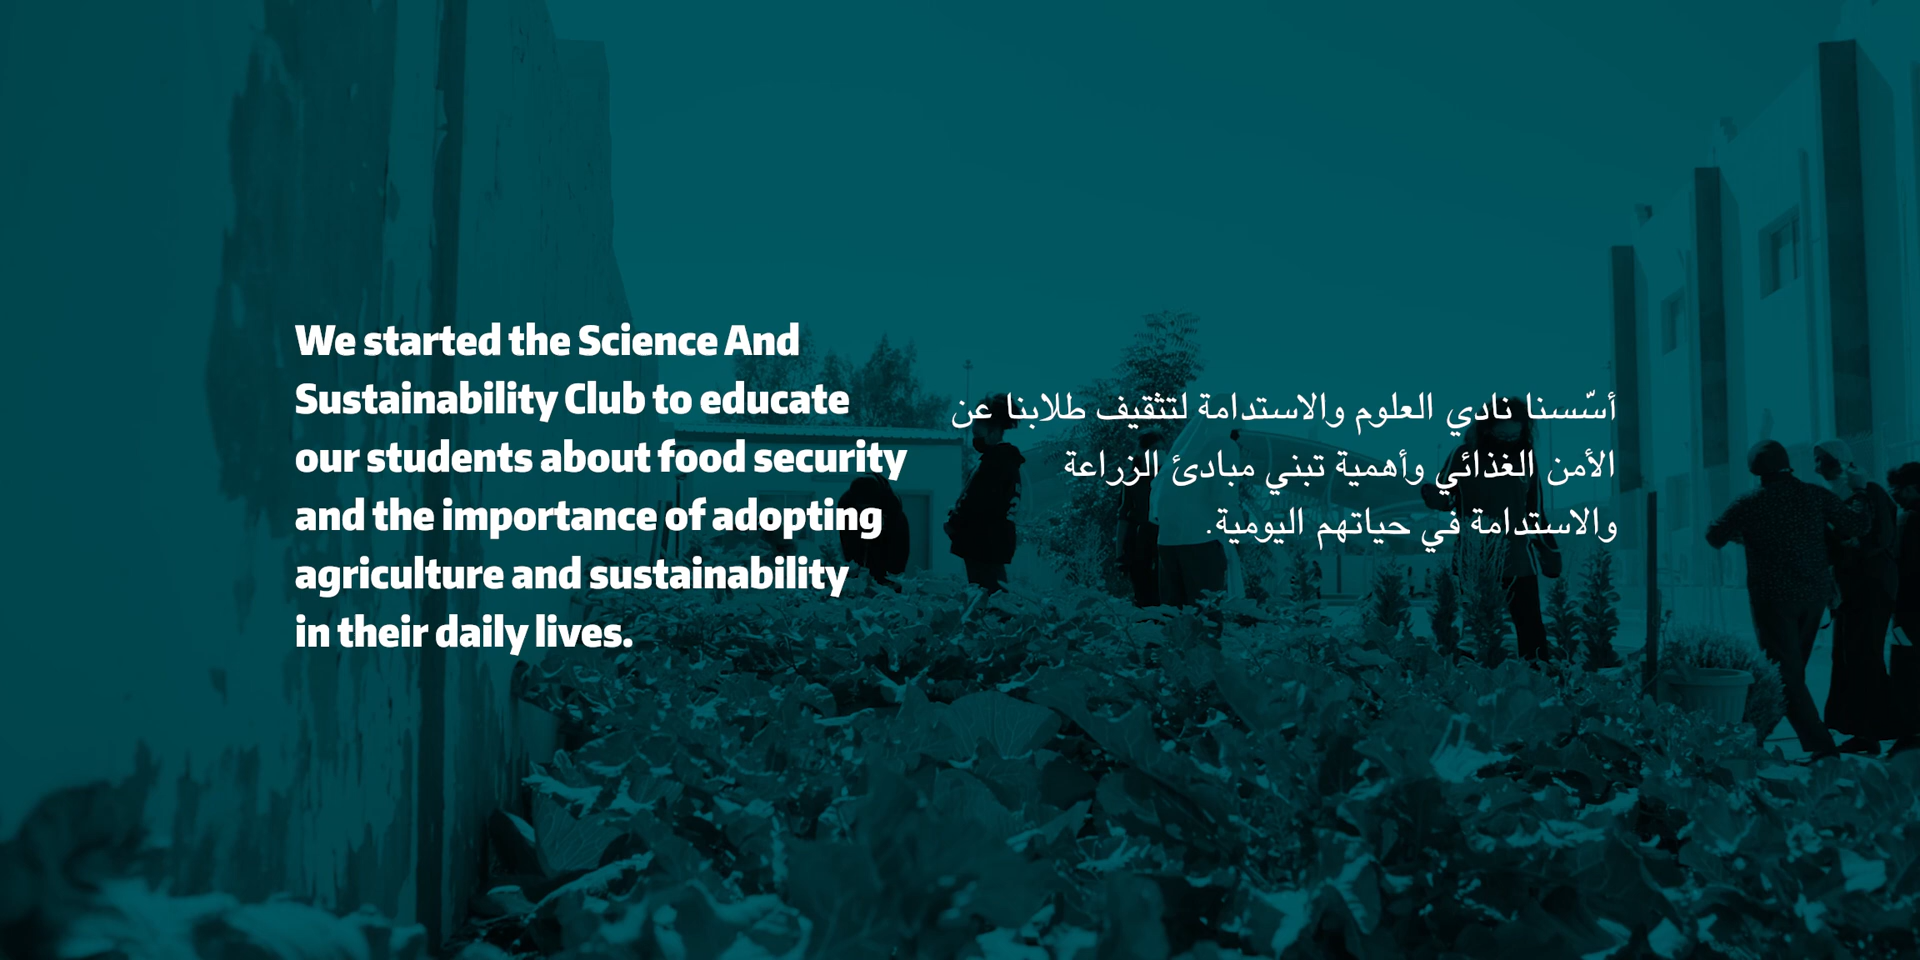 We started the Science And
Sustainability Club to educate
our students about food security
and the importance of adopting
agriculture and sustainability
in their daily lives.
أسّسنا نادي العلوم والاستدامة لتثقيف طلابنا عن
الأمن الغذائي وأهمية تبني مبادئ الزراعة
والاستدامة في حياتهم اليومية.